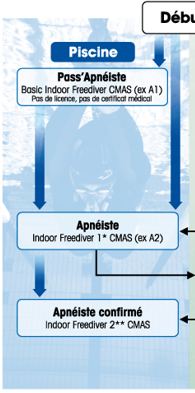 Débu
Piscine
Pass'Apnéiste
Basic Indoor Freediver CMAS (ex A1)
Pas de licence, pas de certificat médical
Apnéiste
Indoor Freediver 1* CMAS (ex A2)
Apnéiste confirmé
Indoor Freediver 2** CMAS